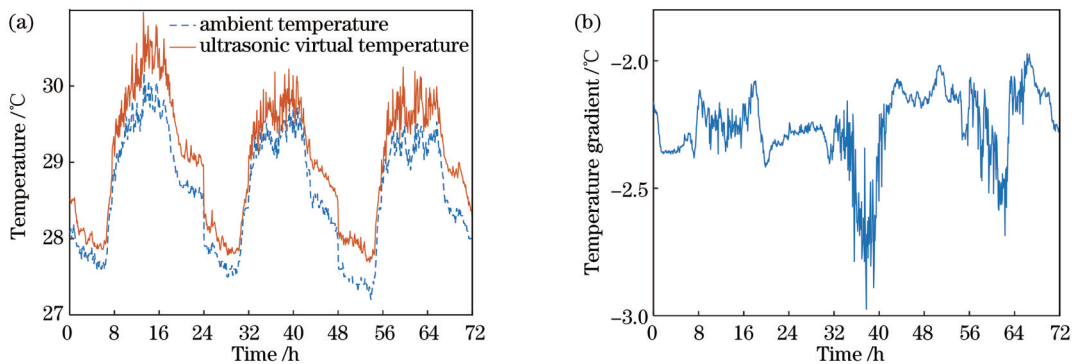 (a)
ambient temperature
ultrasonic virtual temperature
Temperature /℃
30
29
28
27
0 8 16 24 32 40 48 56 64 72
Time /h
(b)
Temperature gradient /℃
−2.0
−2.5
−3.0
0 8 16 24 32 40 48 56 64 72
Time /h